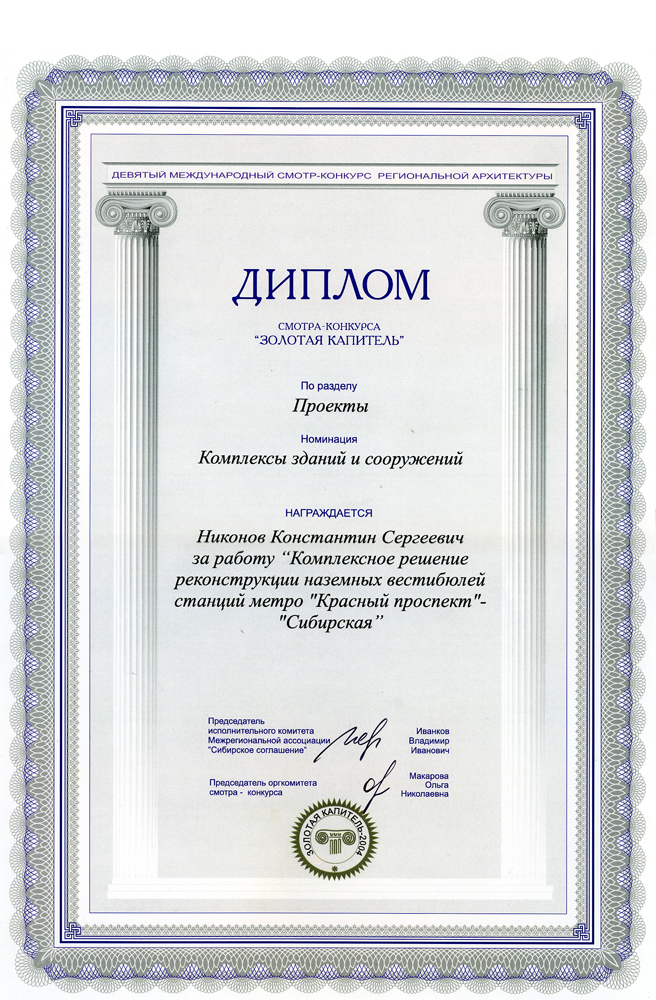 ДЕВЯТЫЙ МЕЖДУНАРОДНЫЙ СМОТР-КОНКУРС РЕГИОНАЛЬНОЙ АРХИТЕКТУРЫ
ДИПЛОМ
СМОТРА-КОНКУРСА
“ЗОЛОТАЯ КАПИТЕЛЬ”
По разделу
Проекты
Номинация
Комплексы зданий и сооружений
НАГРАЖДАЕТСЯ
Никонов Константин Сергеевич
за работу “Комплексное решение
реконструкции наземных вестибюлей
станций метро "Красный проспект"-
"Сибирская”
Председатель
исполнительного комитета
Межрегиональной ассоциации
"Сибирское соглашение"
Иванков
Владимир
Иванович
Председатель оргкомитета
смотра - конкурса
Макарова
Ольга
Николаевна
ЗОЛОТАЯ КАПИТЕЛЬ-2004